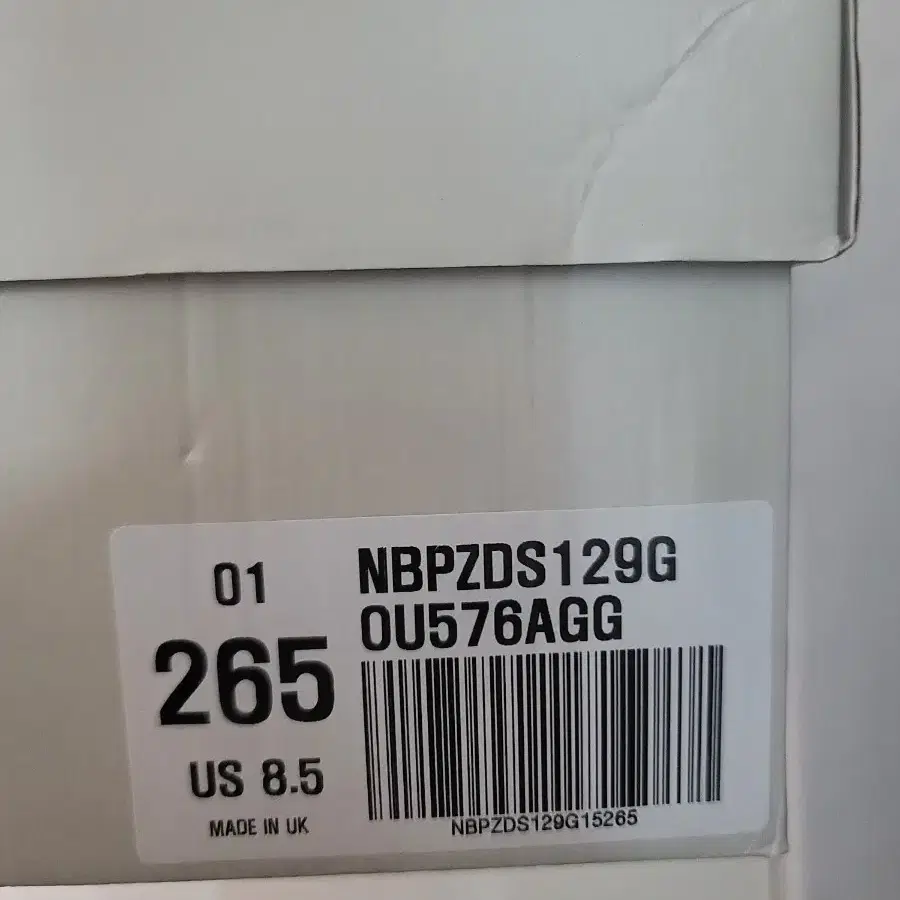 01
265
US 8.5
MADE IN UK
NBPZDS129G
OU576AGG
NBPZDS129G15265